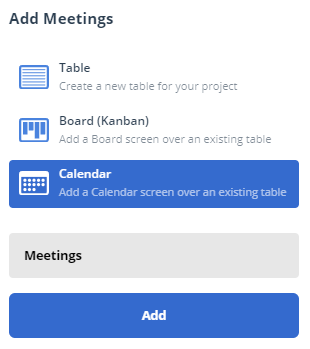 Add Meetings
Table
Create a new table for your project
Board (Kanban)
Add a Board screen over an existing table
Calendar
Add a Calendar screen over an existing table
Meetings
Add